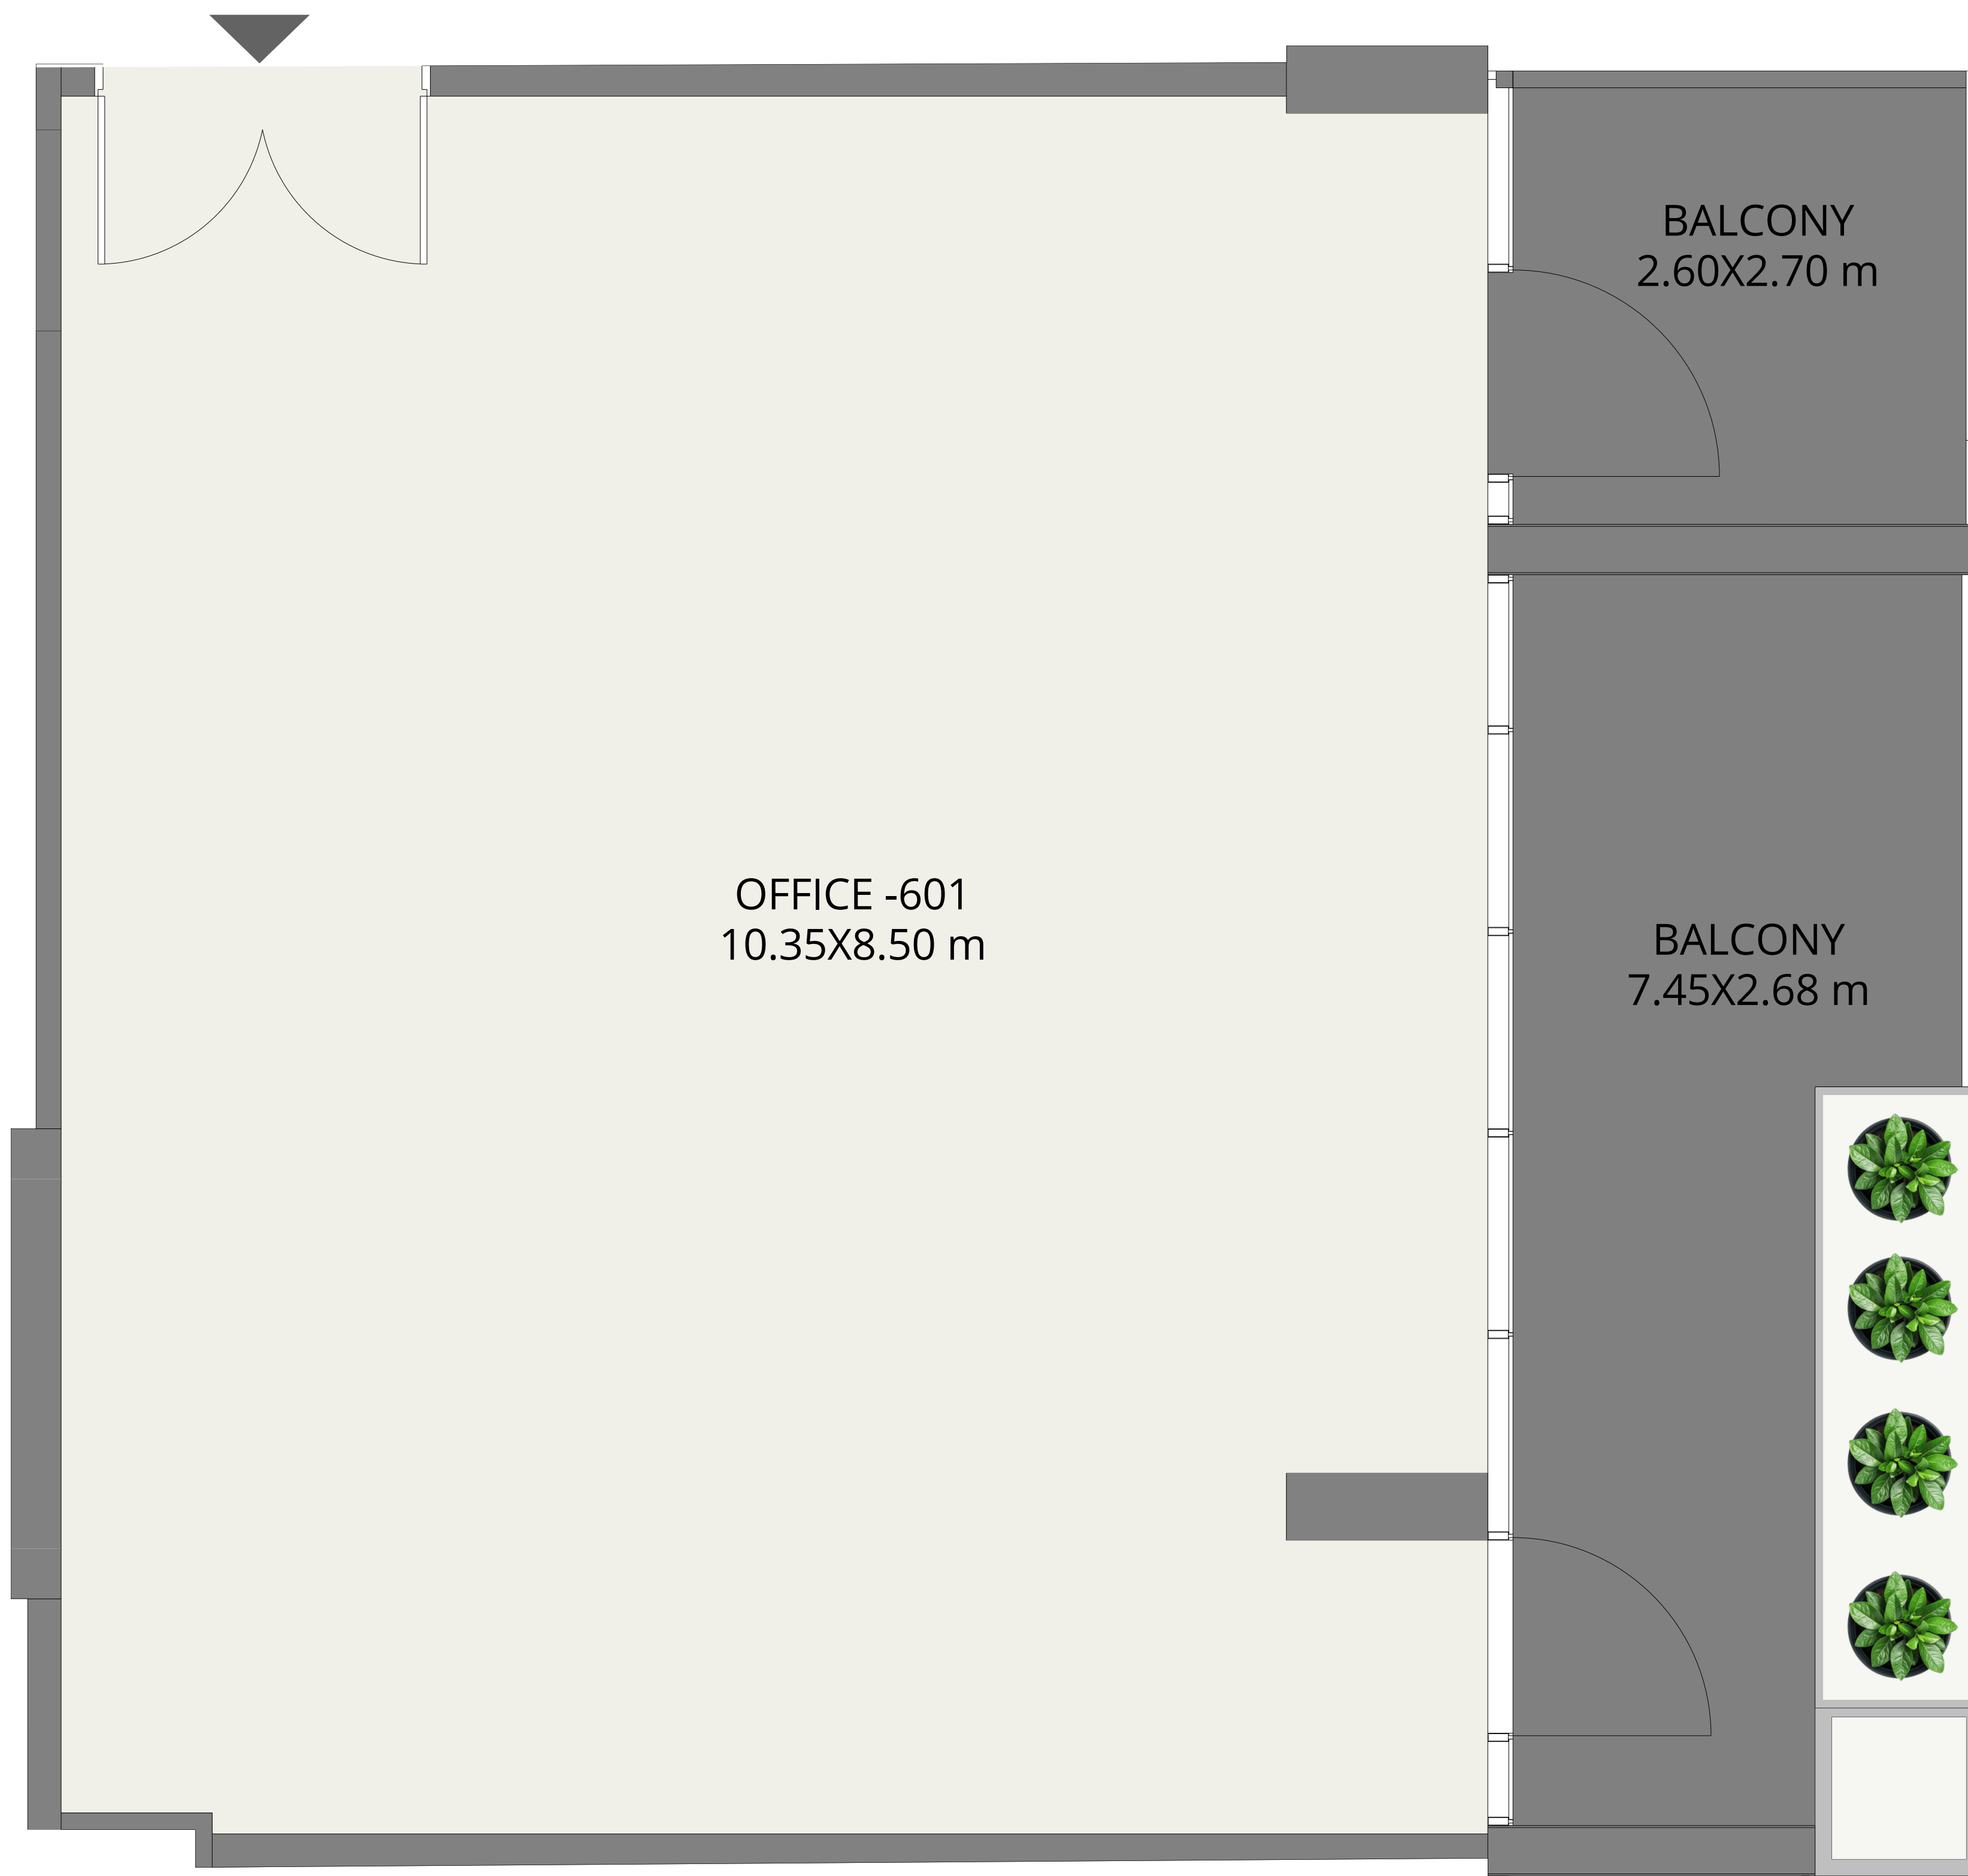 BALCONY
2.60X2.70 m
OFFICE -601
10.35X8.50 m
BALCONY
7.45X2.68 m